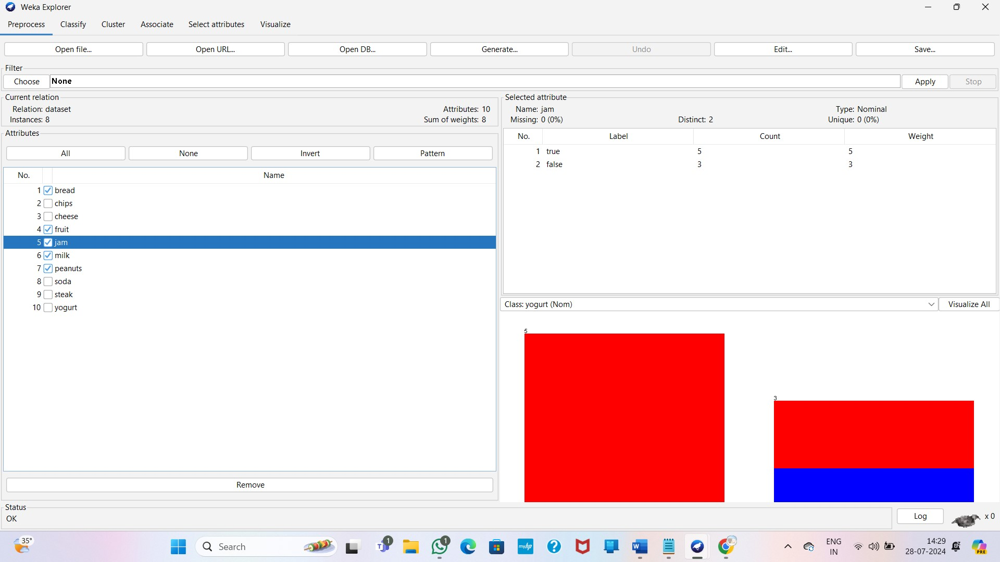 Weka Explorer
Preprocess Classify Cluster Associate Select attributes Visualize
Open file... Open URL... Open DB... Generate... Undo Edit... Save...
Filter
Choose None Apply Stop
Current relation
Relation: dataset Attributes: 10
Instances: 8 Sum of weights: 8
Attributes
All None Invert Pattern
No. Name
1 bread
2 chips
3 cheese
4 fruit
5 jam
6 milk
7 peanuts
8 soda
9 steak
10 yogurt
Remove
Selected attribute
Name: jam Type: Nominal
Missing: 0 (0%) Distinct: 2 Unique: 0 (0%)
No. Label Count Weight
1 true 5 5
2 false 3 3
Class: yogurt (Nom) Visualize All
5
3
Status
OK
Log x 0
35°
Search
1
1
myhp
?
W
ENG
IN
14:29
28-07-2024
PRE